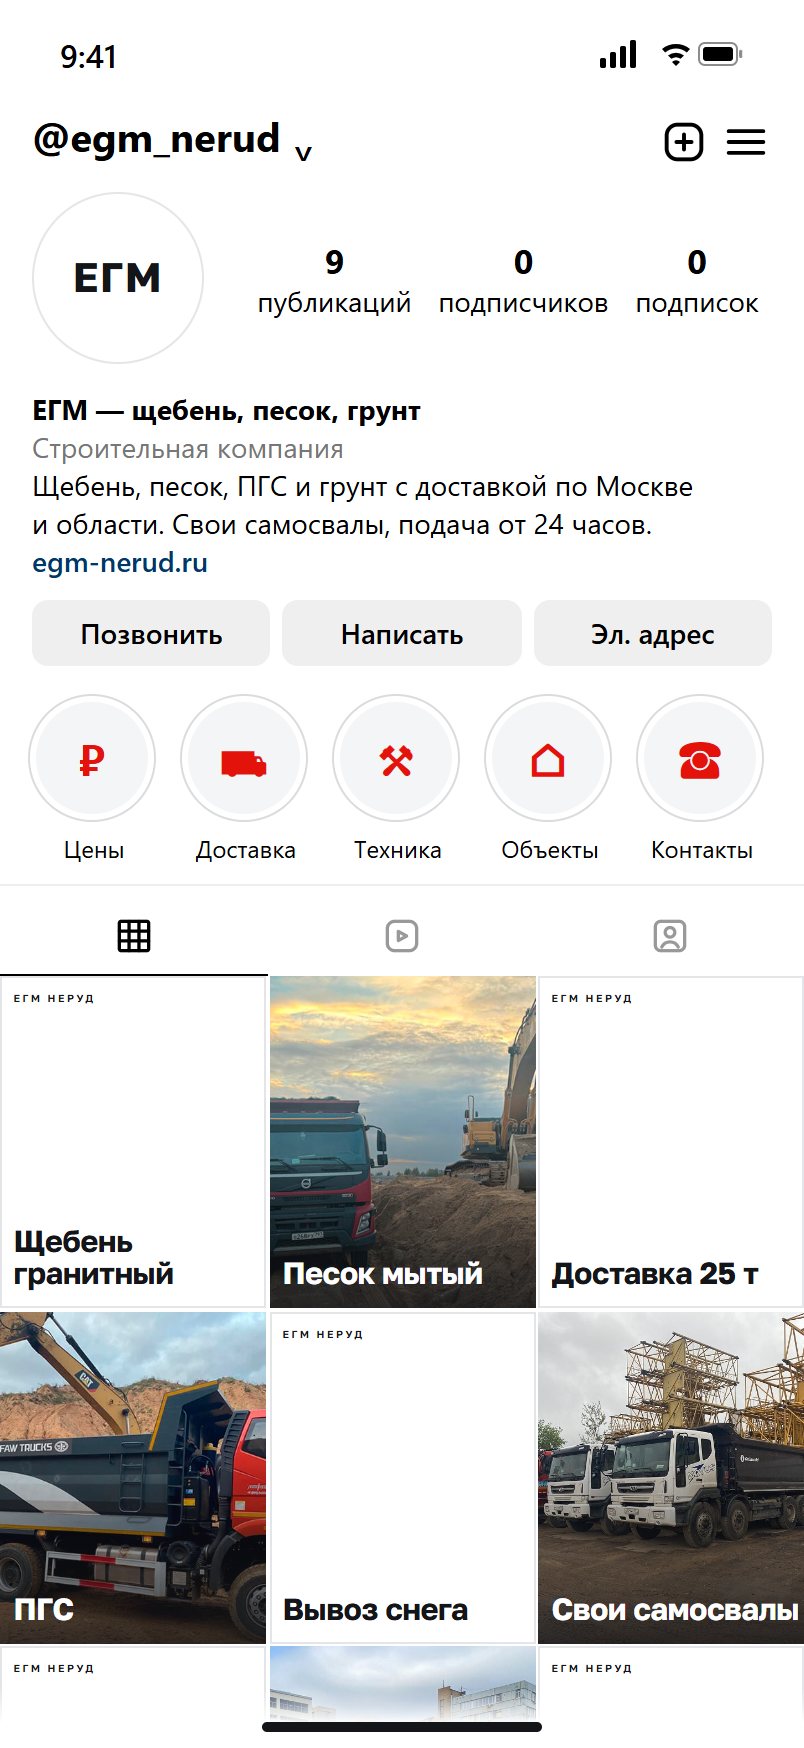 9:41
@egm_nerud
ЕГМ
9 0 0
публикаций подписчиков подписок
ЕГМ — щебень, песок, грунт
Строительная компания
Щебень, песок, ПГС и грунт с доставкой по Москве
и области. Свои самосвалы, подача от 24 часов.
egm-nerud.ru
Позвонить Написать Эл. адрес
₽
Цены Доставка Техника Объекты Контакты
ЕГМ НЕРУД
Щебень
гранитный
Песок мытый
ЕГМ НЕРУД
Доставка 25 т
CAT
FAW TRUCKS
ПГС
ЕГМ НЕРУД
Вывоз снега
Свои самосвалы
ЕГМ НЕРУД
ЕГМ НЕРУД